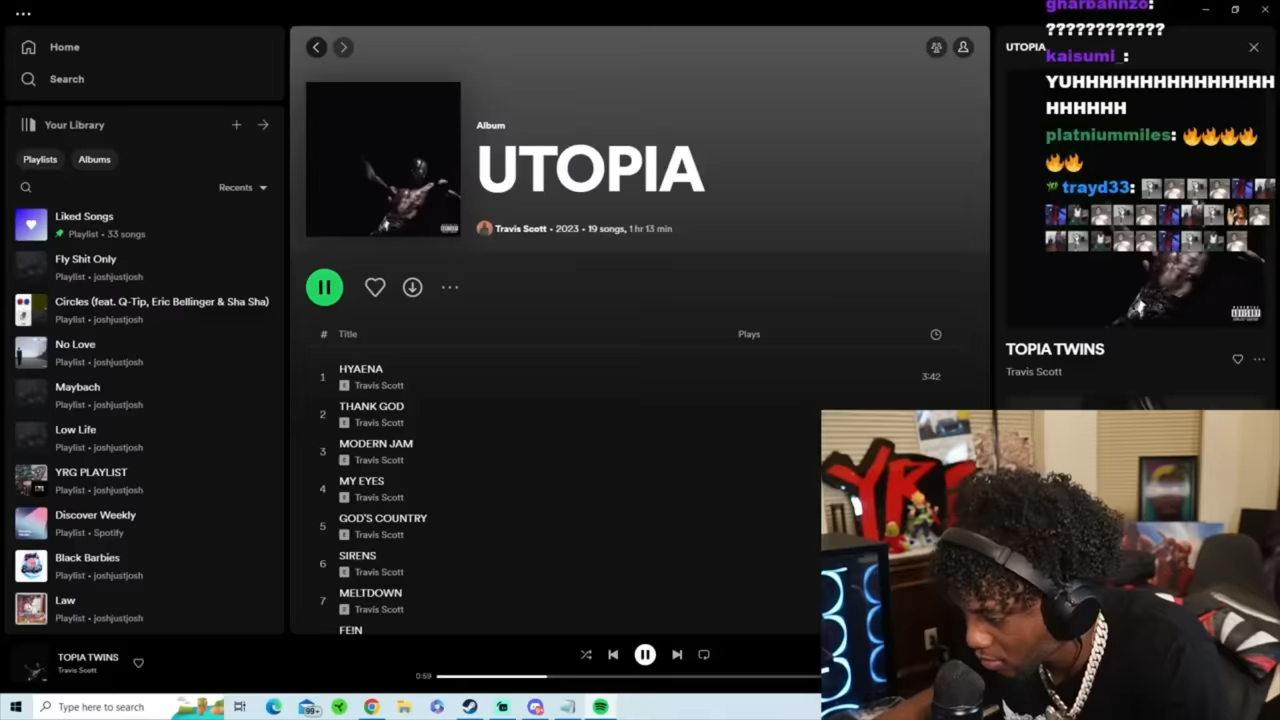 Home
Search
Your Library
Playlists
Albums
Recents
Liked Songs
Playlist • 33 songs
Fly Shit Only
Playlist • joshjustjosh
Circles (feat. Q-Tip, Eric Bellinger & Sha Sha)
Playlist • joshjustjosh
No Love
Playlist • joshjustjosh
Maybach
Playlist • joshjustjosh
Low Life
Playlist • joshjustjosh
YRG PLAYLIST
Playlist • joshjustjosh
Discover Weekly
Playlist • Spotify
Black Barbies
Playlist • joshjustjosh
Law
Playlist • joshjustjosh
Album
UTOPIA
Travis Scott • 2023 • 19 songs, 1 hr 13 min
# Title Plays
1 HYAENA 3:42
E Travis Scott
2 THANK GOD
E Travis Scott
3 MODERN JAM
E Travis Scott
4 MY EYES
E Travis Scott
5 GOD'S COUNTRY
E Travis Scott
6 SIRENS
E Travis Scott
7 MELTDOWN
E Travis Scott
FEIN
UTOPIA
gharbahnzo:
????????????
kaisumi_:
YUHHHHHHHHHHHHHHH
HHHHHH
platniummiles: 🔥🔥🔥🔥
🔥🔥
trayd33:
TOPIA TWINS
Travis Scott
YRG
TOPIA TWINS
Travis Scott
0:59
Type here to search
99+